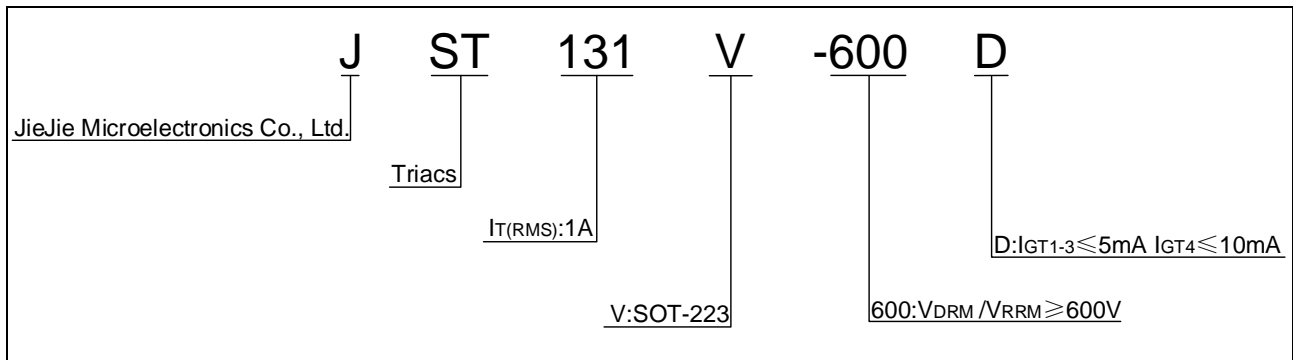 J ST 131 V -600 D
JieJie Microelectronics Co., Ltd.
Triacs
IT(RMS):1A
D:IGT1-3≤5mA IGT4≤10mA
V:SOT-223
600:VDRM /VRRM≥600V